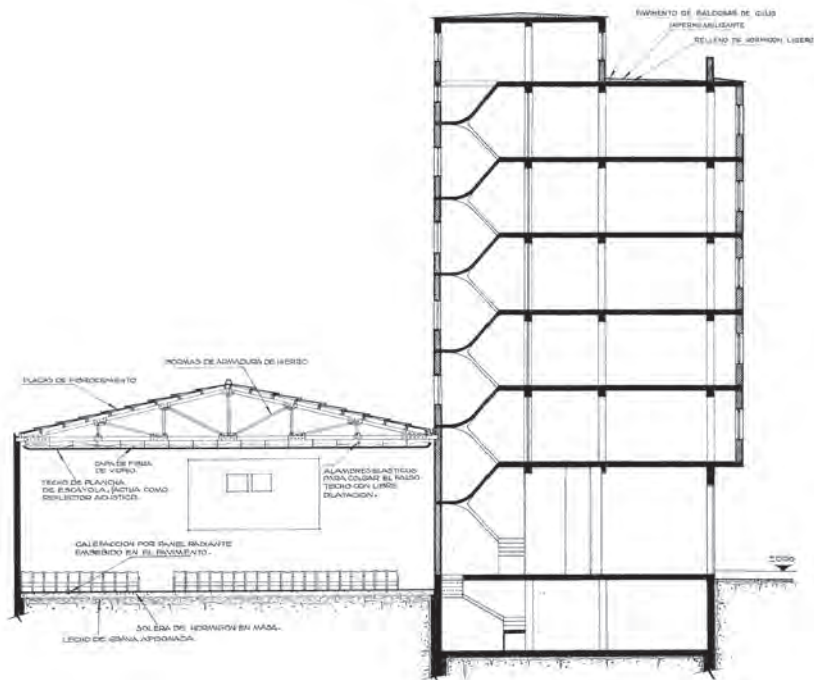 PAVIMENTO DE BALDOSAS DE GRES
IMPERMEABILIZANTE
RELLENO DE HORMIGON LIGERO
FORMAS DE ARMADURA DE HIERRO
PLACAS DE FIBROCEMENTO
CAPA DE FIBRA
DE VIDRIO.
TECHO DE PLANCHA
DE ESCAYOLA, ACTUA COMO
REFLECTOR ACUSTICO.
ALAMBRES ELASTICOS
PARA COLGAR EL FALSO
TECHO CON LIBRE
DILATACION.
CALEFACCION POR PANEL RADIANTE
EMBEBIDO EN EL PAVIMENTO.
±0.00
SOLERA DE HORMIGON EN MASA.
LECHO DE GRAVA APISONADA.